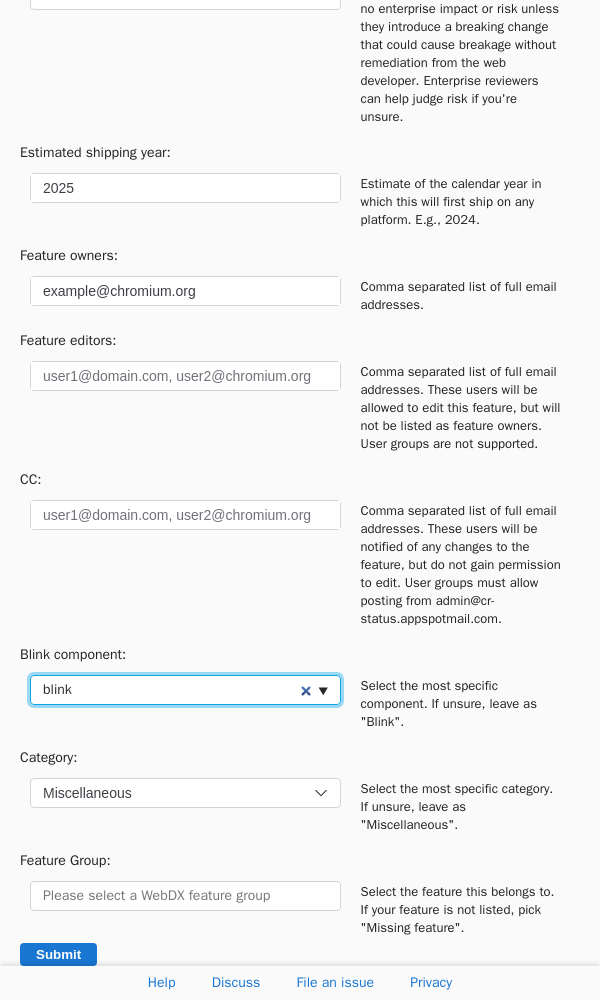 no enterprise impact or risk unless
they introduce a breaking change
that could cause breakage without
remediation from the web
developer. Enterprise reviewers
can help judge risk if you're
unsure.
Estimated shipping year:
2025
Estimate of the calendar year in
which this will first ship on any
platform. E.g., 2024.
Feature owners:
example@chromium.org
Comma separated list of full email
addresses.
Feature editors:
user1@domain.com, user2@chromium.org
Comma separated list of full email
addresses. These users will be
allowed to edit this feature, but will
not be listed as feature owners.
User groups are not supported.
CC:
user1@domain.com, user2@chromium.org
Comma separated list of full email
addresses. These users will be
notified of any changes to the
feature, but do not gain permission
to edit. User groups must allow
posting from admin@cr-
status.appspotmail.com.
Blink component:
blink
Select the most specific
component. If unsure, leave as
"Blink".
Category:
Miscellaneous
Select the most specific category.
If unsure, leave as
"Miscellaneous".
Feature Group:
Please select a WebDX feature group
Select the feature this belongs to.
If your feature is not listed, pick
"Missing feature".
Submit
Help Discuss File an issue Privacy